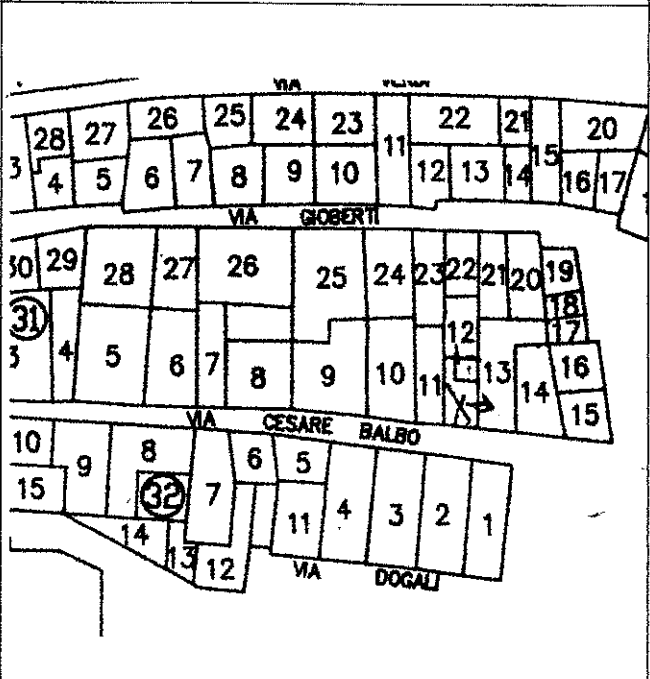 VIA
28 27 26 25 24 23 11 22 21 15 20
3 4 5 6 7 8 9 10 12 13 14 16 17
VIA GIOBERTI
30 29 28 27 26 25 24 23 22 21 20 19
18
31 17
3 4 5 6 7 8 9 10 11 12 13 14 16
15
VIA CESARE BALBO
10 9 8 6 5
15 32 7 11 4 3 2 1
14 13 12
VIA DOGALI